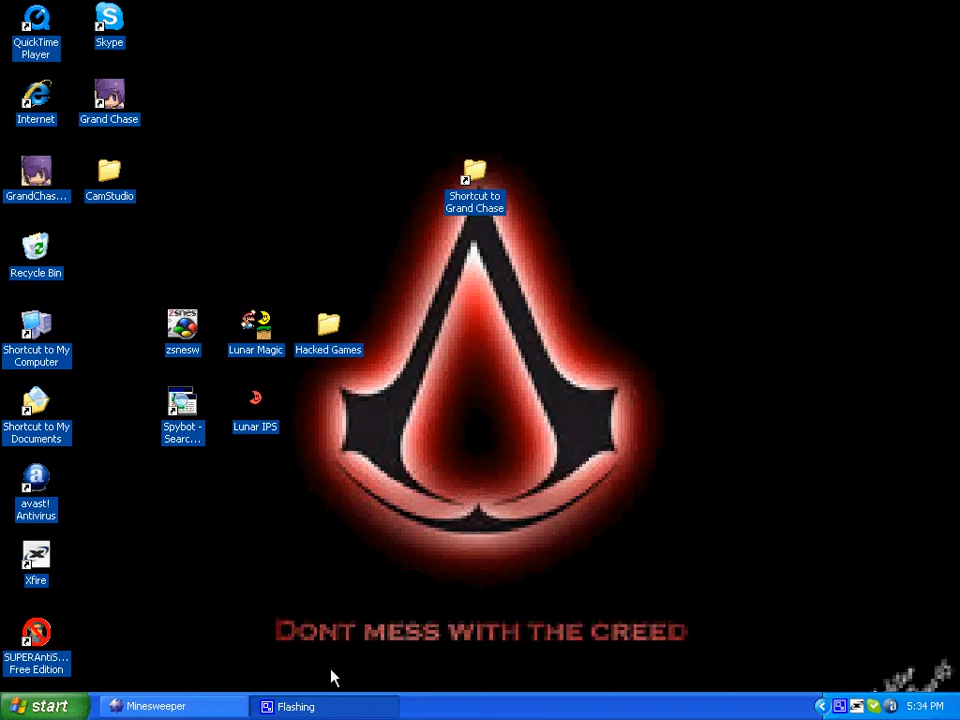 QuickTime
Player
Skype
Internet
Grand Chase
GrandChas...
CamStudio
Shortcut to
Grand Chase
Recycle Bin
Shortcut to My
Computer
zsnes
zsnesw
Lunar Magic
Hacked Games
Shortcut to My
Documents
Spybot -
Searc...
Lunar IPS
avast!
Antivirus
Xfire
SUPERAntiS...
Free Edition
DONT MESS WITH THE CREED
start
Minesweeper
Flashing
5:34 PM